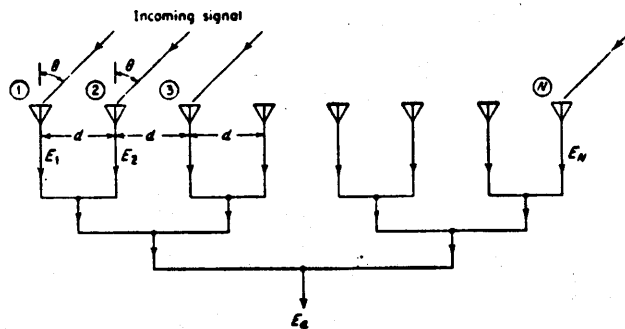 Incoming signal
θ θ
1 2 3 N
d d d
E₁ E₂ E_N
E_a